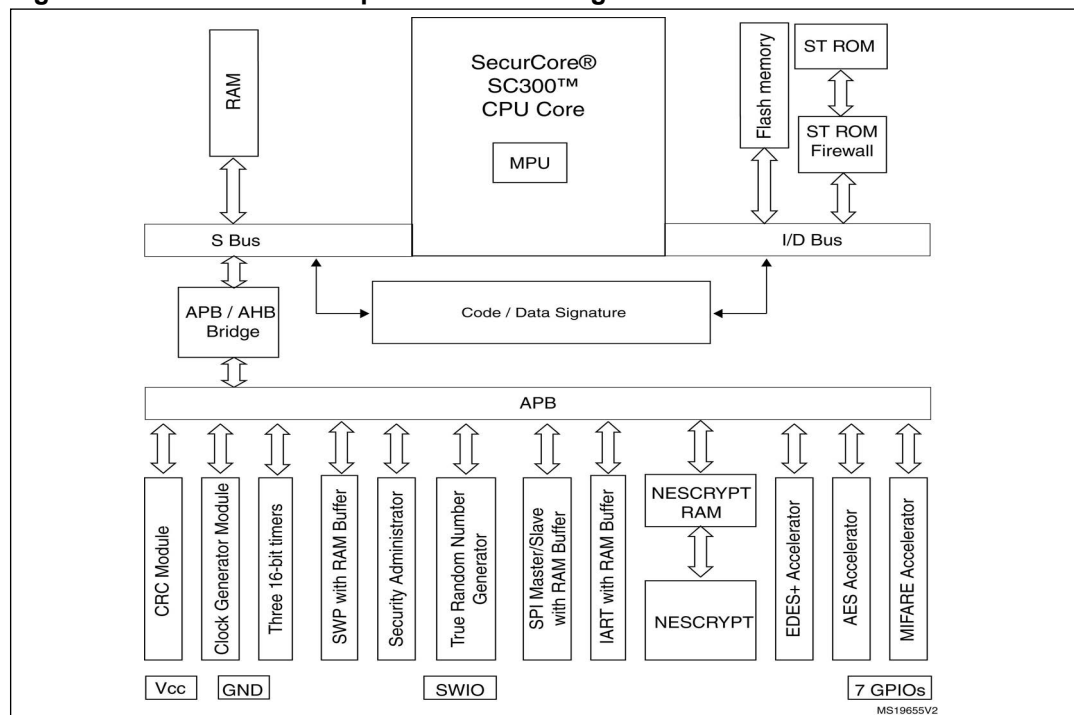 RAM
SecurCore®
SC300™
CPU Core
MPU
Flash memory
ST ROM
ST ROM
Firewall
S Bus
I/D Bus
APB / AHB
Bridge
Code / Data Signature
APB
CRC Module
Clock Generator Module
Three 16-bit timers
SWP with RAM Buffer
Security Administrator
True Random Number
Generator
SPI Master/Slave
with RAM Buffer
IART with RAM Buffer
NESCRYPT
RAM
NESCRYPT
EDES+ Accelerator
AES Accelerator
MIFARE Accelerator
Vcc
GND
SWIO
7 GPIOs
MS19655V2